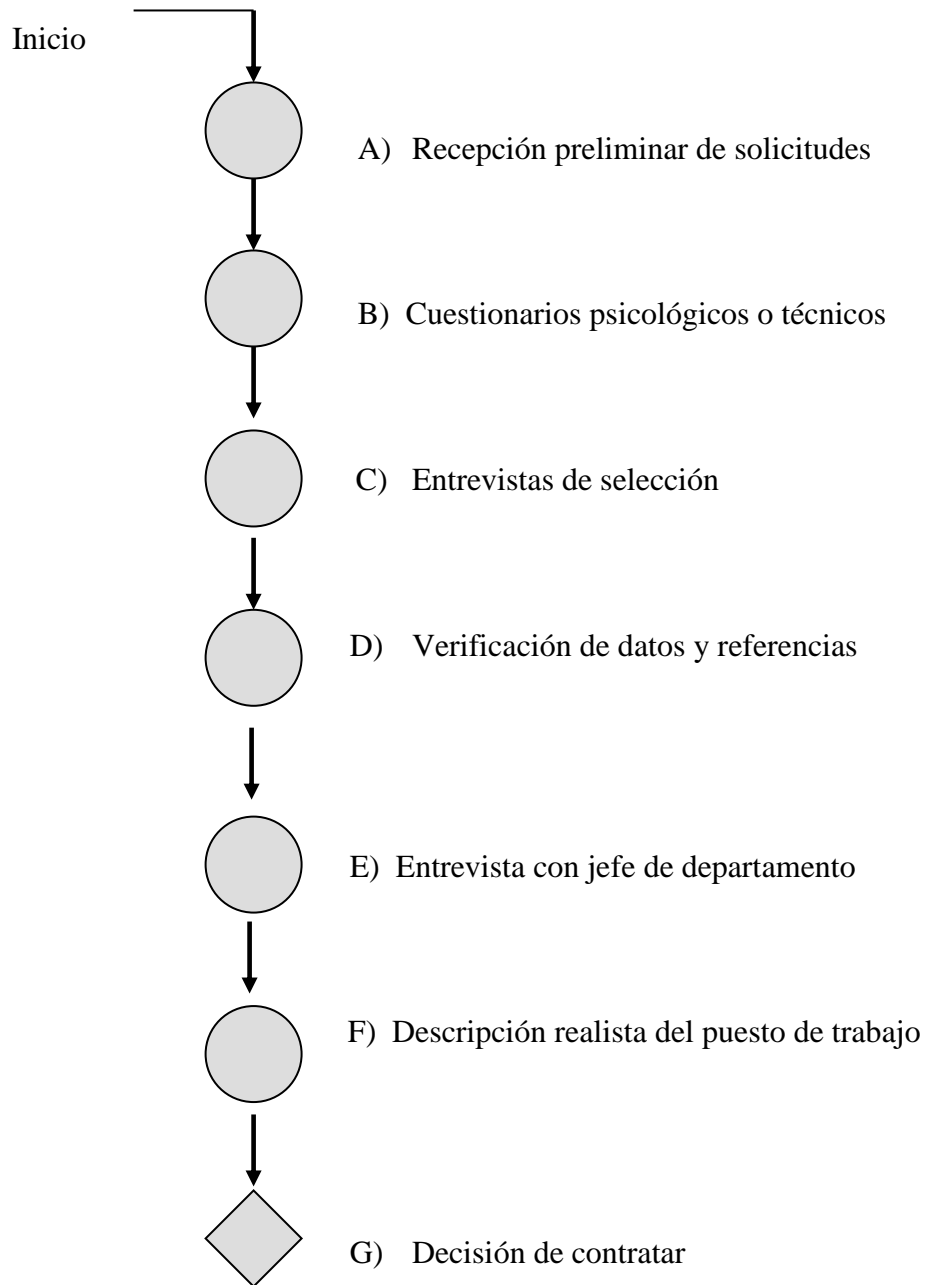 Inicio
A) Recepción preliminar de solicitudes
B) Cuestionarios psicológicos o técnicos
C) Entrevistas de selección
D) Verificación de datos y referencias
E) Entrevista con jefe de departamento
F) Descripción realista del puesto de trabajo
G) Decisión de contratar